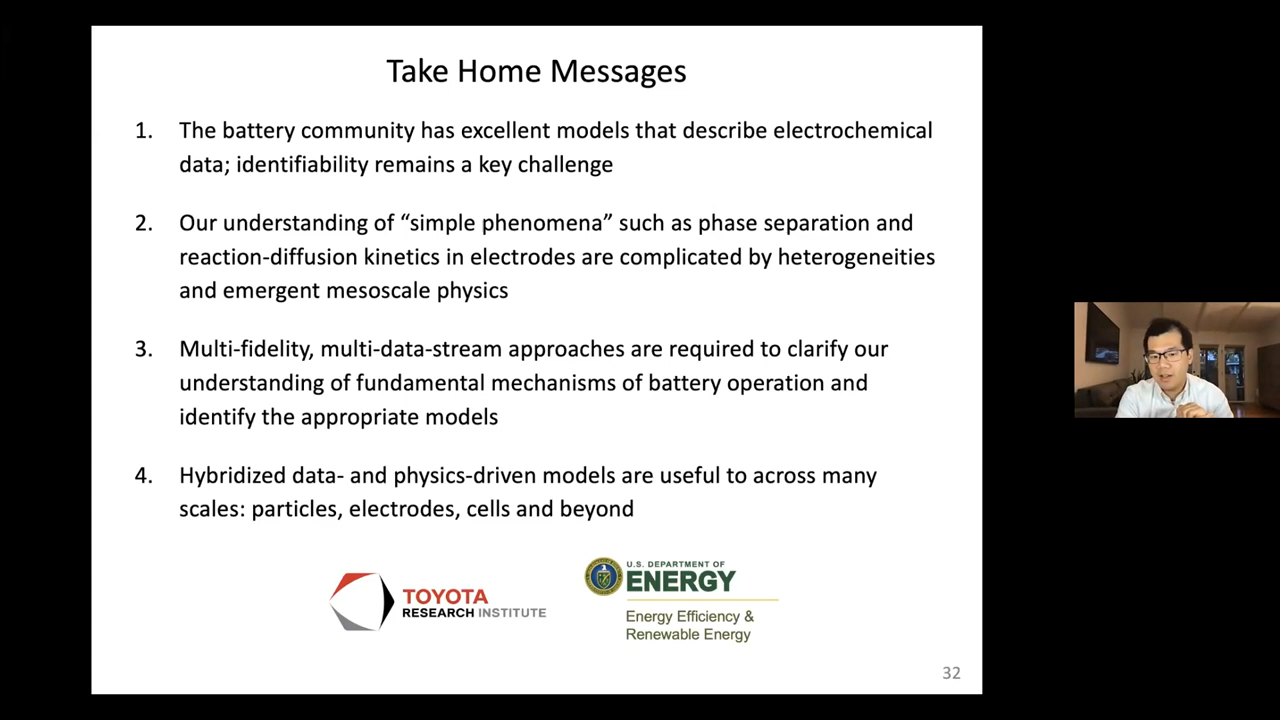 Take Home Messages
1. The battery community has excellent models that describe electrochemical
data; identifiability remains a key challenge
2. Our understanding of “simple phenomena” such as phase separation and
reaction-diffusion kinetics in electrodes are complicated by heterogeneities
and emergent mesoscale physics
3. Multi-fidelity, multi-data-stream approaches are required to clarify our
understanding of fundamental mechanisms of battery operation and
identify the appropriate models
4. Hybridized data- and physics-driven models are useful to across many
scales: particles, electrodes, cells and beyond
TOYOTA
RESEARCH INSTITUTE
U.S. DEPARTMENT OF
ENERGY
Energy Efficiency &
Renewable Energy
32